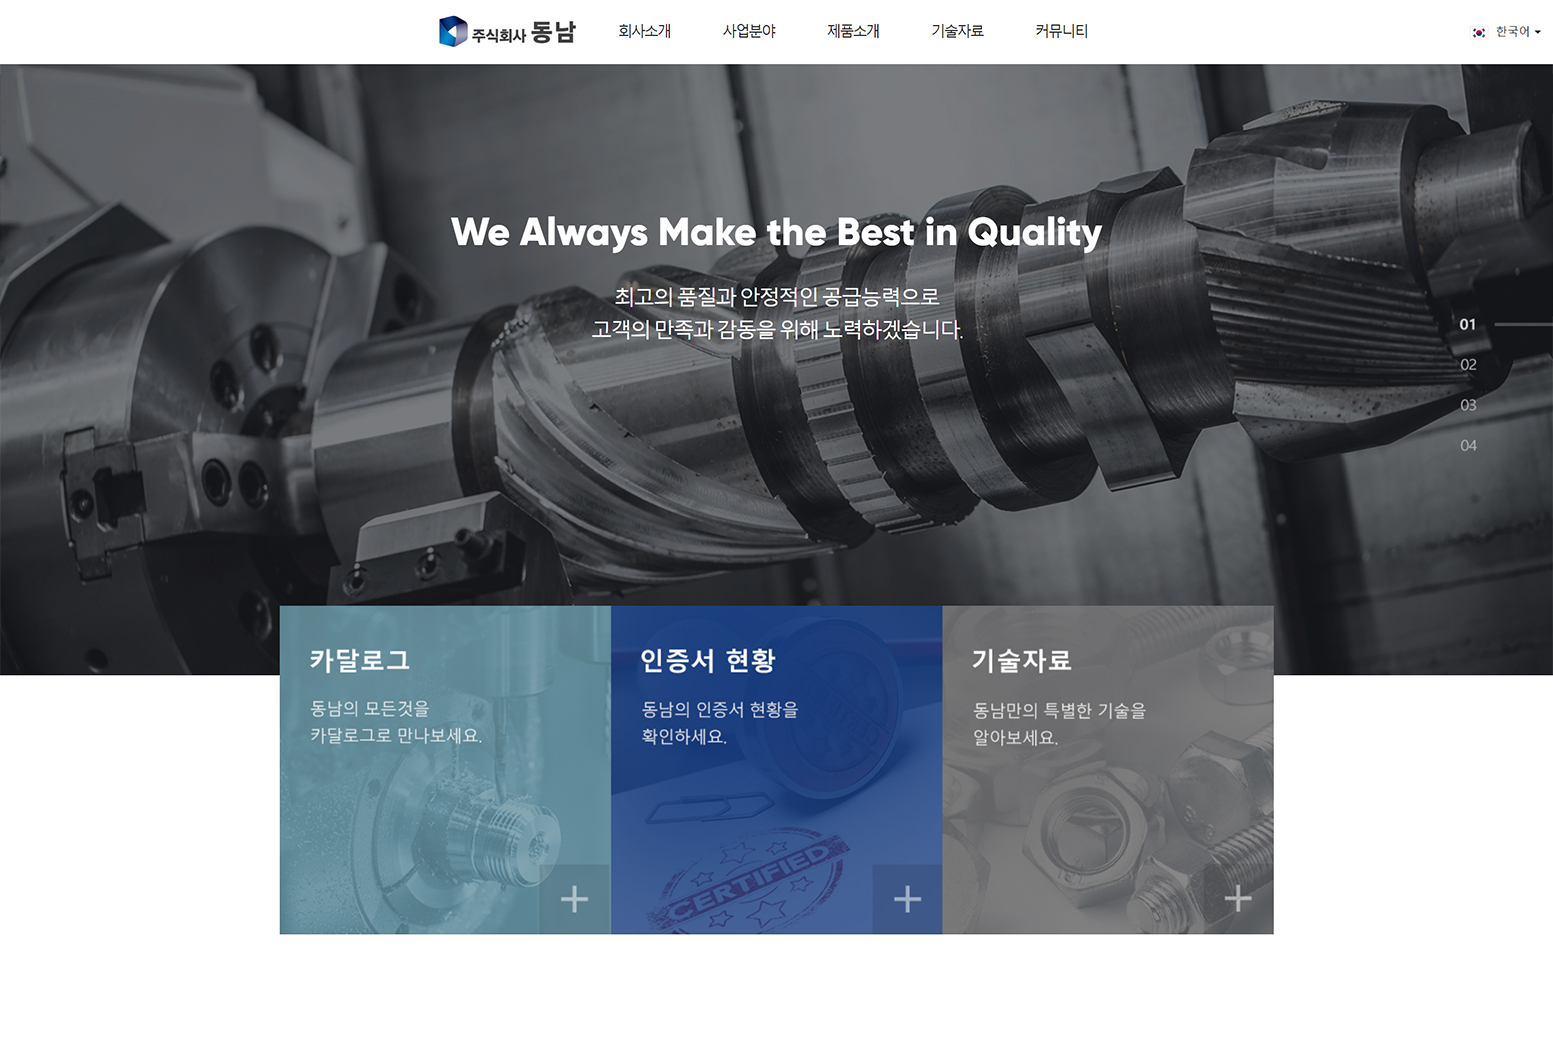 주식회사 동남
회사소개
사업분야
제품소개
기술자료
커뮤니티
한국어
We Always Make the Best in Quality
최고의 품질과 안정적인 공급능력으로
고객의 만족과 감동을 위해 노력하겠습니다.
01
02
03
04
카달로그
동남의 모든것을
카달로그로 만나보세요.
인증서 현황
동남의 인증서 현황을
확인하세요.
CERTIFIED
기술자료
동남만의 특별한 기술을
알아보세요.